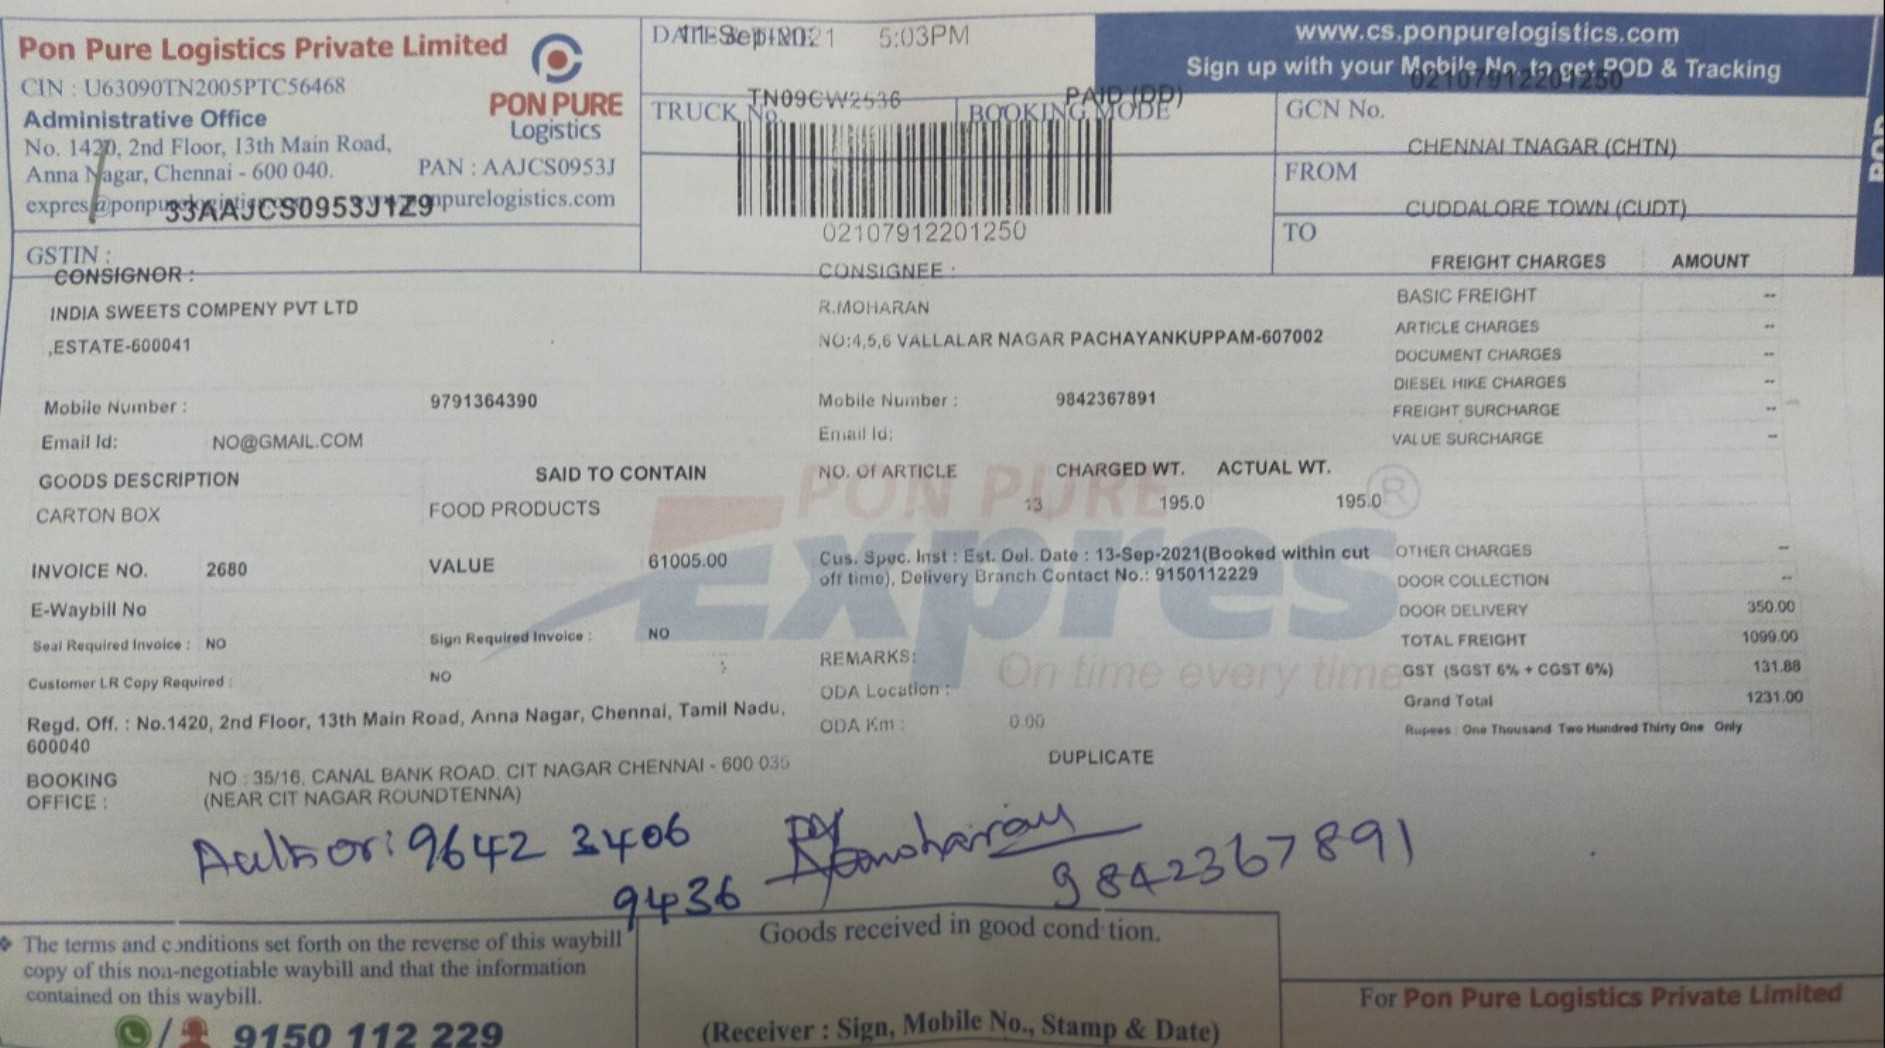 Pon Pure Logistics Private Limited
CIN : U63090TN2005PTC56468
Administrative Office
No. 1420, 2nd Floor, 13th Main Road,
Anna Nagar, Chennai - 600 040.
PAN : AAJCS0953J
PON PURE
Logistics
33AAJCS0953J1Z9
GSTIN :
11-Sep-2021 5:03PM
TN09CW2536
TRUCK No.
PAID (DD)
BOOKING MODE
02107912201250
www.cs.ponpurelogistics.com
Sign up with your Mobile No. to get POD & Tracking
02107912201250
GCN No.
CHENNAI TNAGAR (CHTN)
FROM
CUDDALORE TOWN (CUDT)
TO
POD
CONSIGNOR :
INDIA SWEETS COMPENY PVT LTD
,ESTATE-600041
Mobile Number : 9791364390
Email Id: NO@GMAIL.COM
CONSIGNEE :
R.MOHARAN
NO:4,5,6 VALLALAR NAGAR PACHAYANKUPPAM-607002
Mobile Number : 9842367891
Email Id:
FREIGHT CHARGES AMOUNT
BASIC FREIGHT --
ARTICLE CHARGES --
DOCUMENT CHARGES --
DIESEL HIKE CHARGES --
FREIGHT SURCHARGE --
VALUE SURCHARGE --
GOODS DESCRIPTION SAID TO CONTAIN NO. Of ARTICLE CHARGED WT. ACTUAL WT.
CARTON BOX FOOD PRODUCTS 13 195.0 195.0
PON PURE
Expres®
On time every time
INVOICE NO. 2680 VALUE 61005.00
Cus. Spec. Inst : Est. Del. Date : 13-Sep-2021(Booked within cut
off time), Delivery Branch Contact No.: 9150112229
OTHER CHARGES --
DOOR COLLECTION --
DOOR DELIVERY 350.00
TOTAL FREIGHT 1099.00
GST (SGST 6% + CGST 6%) 131.88
Grand Total 1231.00
Rupees : One Thousand Two Hundred Thirty One Only
E-Waybill No
Seal Required Invoice : NO Sign Required Invoice : NO
Customer LR Copy Required : NO
REMARKS:
ODA Location :
ODA Km : 0.00
Regd. Off. : No.1420, 2nd Floor, 13th Main Road, Anna Nagar, Chennai, Tamil Nadu,
600040
DUPLICATE
BOOKING
OFFICE :
NO : 35/16, CANAL BANK ROAD, CIT NAGAR CHENNAI - 600 035
(NEAR CIT NAGAR ROUNDTENNA)
9642 3406
9436
9842367891
The terms and conditions set forth on the reverse of this waybill
copy of this non-negotiable waybill and that the information
contained on this waybill.
9150 112 229
Goods received in good condition.
(Receiver : Sign, Mobile No., Stamp & Date)
For Pon Pure Logistics Private Limited